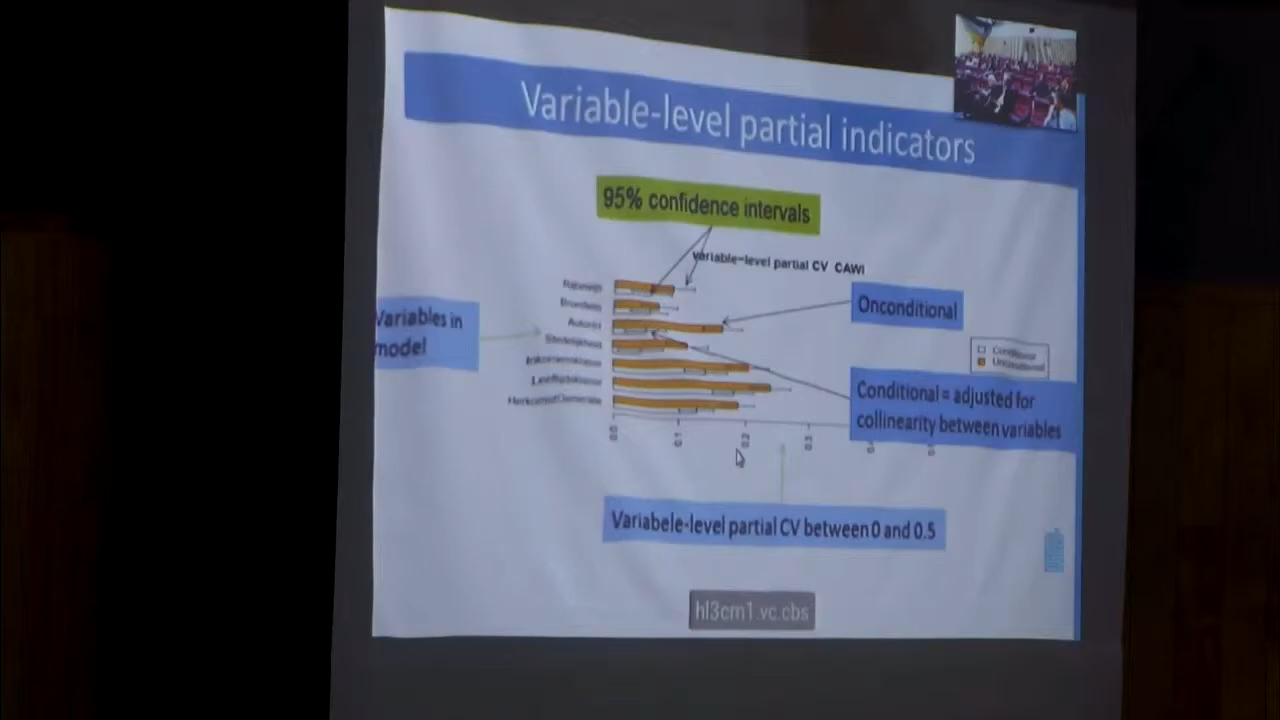 Variable-level partial indicators
95% confidence intervals
variable-level partial CV CAWI
Onconditional
Variables in
model
Conditional
Unconditional
Conditional = adjusted for
collinearity between variables
0.0
0.1
0.2
0.3
Variabele-level partial CV between 0 and 0.5
hl3cm1.vc.cbs